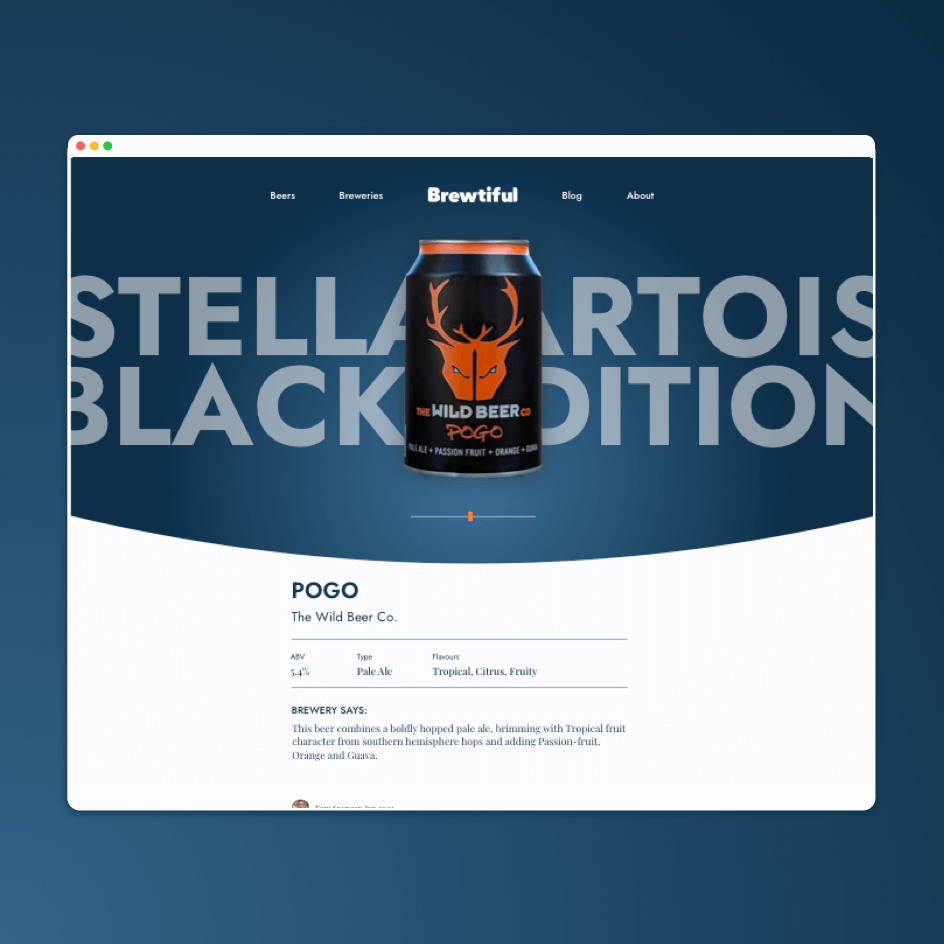 Beers Breweries Brewtiful Blog About
STELLA ARTOIS
BLACK EDITION
THE WILD BEER CO
POGO
PALE ALE + PASSION FRUIT + ORANGE + GUAVA
POGO
The Wild Beer Co.
ABV Type Flavours
5.4% Pale Ale Tropical, Citrus, Fruity
BREWERY SAYS:
This beer combines a boldly hopped pale ale, brimming with Tropical fruit
character from southern hemisphere hops and adding Passion-fruit,
Orange and Guava.